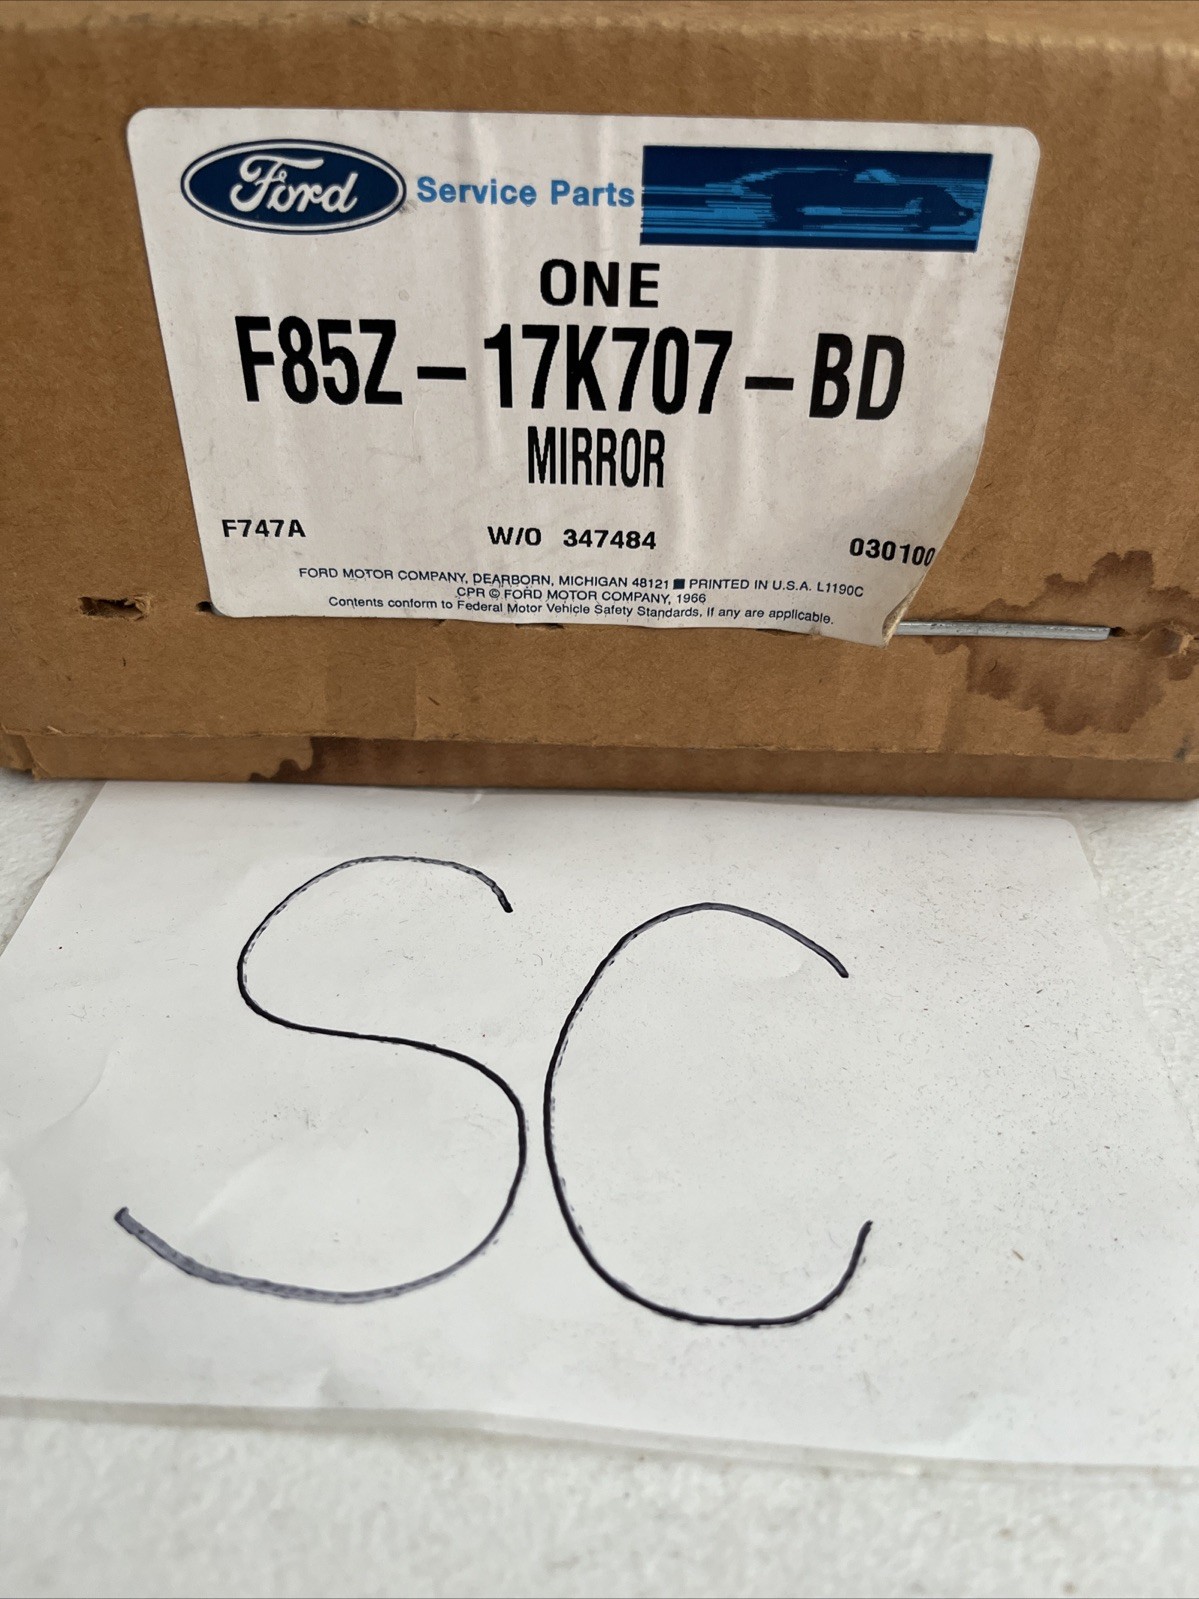 Ford Service Parts
ONE
F85Z-17K707-BD
MIRROR
F747A W/O 347484 030100
FORD MOTOR COMPANY, DEARBORN, MICHIGAN 48121 ■ PRINTED IN U.S.A. L1190C
CPR © FORD MOTOR COMPANY, 1966
Contents conform to Federal Motor Vehicle Safety Standards, if any are applicable.
SC